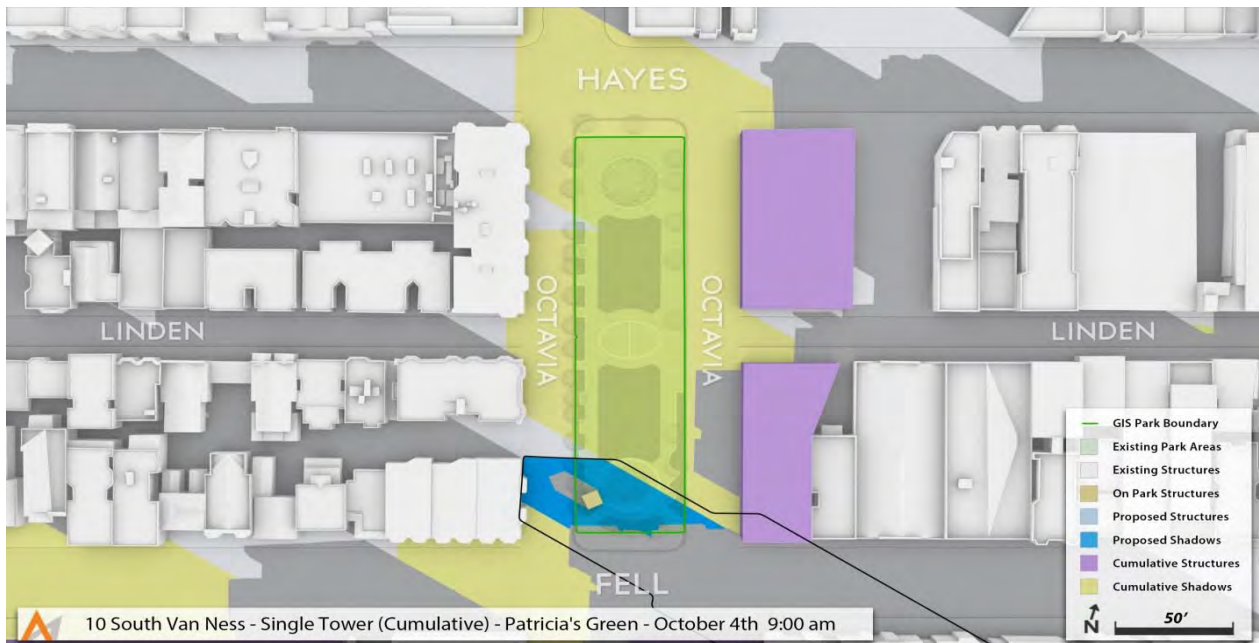 HAYES
OCTAVIA
OCTAVIA
LINDEN
LINDEN
FELL
GIS Park Boundary
Existing Park Areas
Existing Structures
On Park Structures
Proposed Structures
Proposed Shadows
Cumulative Structures
Cumulative Shadows
N
50'
10 South Van Ness - Single Tower (Cumulative) - Patricia's Green - October 4th 9:00 am